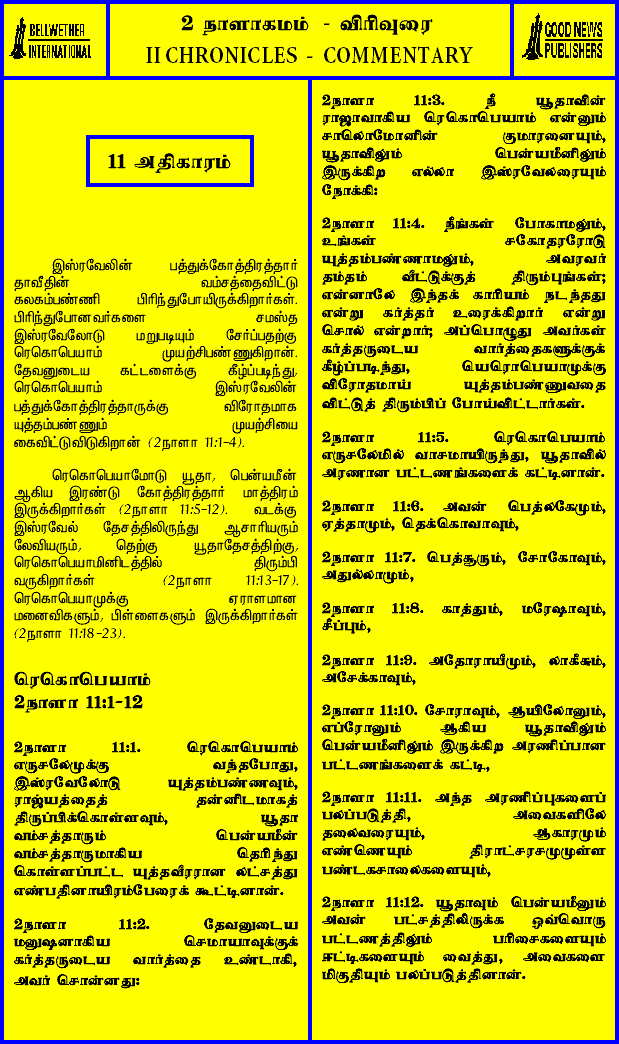 BELLWETHER
INTERNATIONAL
2 நாளாகமம் - விரிவுரை
II CHRONICLES - COMMENTARY
GOOD NEWS
PUBLISHERS
11 அதிகாரம்
இஸ்ரவேலின் பத்துக்கோத்திரத்தார்
தாவீதின் வம்சத்தைவிட்டு
கலகம்பண்ணி பிரிந்துபோயிருக்கிறார்கள்.
பிரிந்துபோனவர்களை சமஸ்த
இஸ்ரவேலோடு மறுபடியும் சேர்ப்பதற்கு
ரெகொபெயாம் முயற்சிபண்ணுகிறான்.
தேவனுடைய கட்டளைக்கு கீழ்ப்படிந்து,
ரெகொபெயாம் இஸ்ரவேலின்
பத்துக்கோத்திரத்தாருக்கு விரோதமாக
யுத்தம்பண்ணும் முயற்சியை
கைவிட்டுவிடுகிறான் (2நாளா 11:1-4).
ரெகொபெயாமோடு யூதா, பென்யமீன்
ஆகிய இரண்டு கோத்திரத்தார் மாத்திரம்
இருக்கிறார்கள் (2நாளா 11:5-12). வடக்கு
இஸ்ரவேல் தேசத்திலிருந்து ஆசாரியரும்
லேவியரும், தெற்கு யூதாதேசத்திற்கு,
ரெகொபெயாமினிடத்தில் திரும்பி
வருகிறார்கள் (2நாளா 11:13-17).
ரெகொபெயாமுக்கு ஏராளமான
மனைவிகளும், பிள்ளைகளும் இருக்கிறார்கள்
(2நாளா 11:18-23).
ரெகொபெயாம்
2நாளா 11:1-12
2நாளா 11:1. ரெகொபெயாம்
எருசலேமுக்கு வந்தபோது,
இஸ்ரவேலோடு யுத்தம்பண்ணவும்,
ராஜ்யத்தைத் தன்னிடமாகத்
திருப்பிக்கொள்ளவும், யூதா
வம்சத்தாரும் பென்யமீன்
வம்சத்தாருமாகிய தெரிந்து
கொள்ளப்பட்ட யுத்தவீரரான லட்சத்து
எண்பதினாயிரம்பேரைக் கூட்டினான்.
2நாளா 11:2. தேவனுடைய
மனுஷனாகிய செமாயாவுக்குக்
கர்த்தருடைய வார்த்தை உண்டாகி,
அவர் சொன்னது:
2நாளா 11:3. நீ யூதாவின்
ராஜாவாகிய ரெகொபெயாம் என்னும்
சாலொமோனின் குமாரனையும்,
யூதாவிலும் பென்யமீனிலும்
இருக்கிற எல்லா இஸ்ரவேலரையும்
நோக்கி:
2நாளா 11:4. நீங்கள் போகாமலும்,
உங்கள் சகோதரரோடு
யுத்தம்பண்ணாமலும், அவரவர்
தம்தம் வீட்டுக்குத் திரும்புங்கள்;
என்னாலே இந்தக் காரியம் நடந்தது
என்று கர்த்தர் உரைக்கிறார் என்று
சொல் என்றார்; அப்பொழுது அவர்கள்
கர்த்தருடைய வார்த்தைகளுக்குக்
கீழ்ப்படிந்து, யெரொபெயாமுக்கு
விரோதமாய் யுத்தம்பண்ணுவதை
விட்டுத் திரும்பிப் போய்விட்டார்கள்.
2நாளா 11:5. ரெகொபெயாம்
எருசலேமில் வாசமாயிருந்து, யூதாவில்
அரணான பட்டணங்களைக் கட்டினான்.
2நாளா 11:6. அவன் பெத்லகேமும்,
ஏத்தாமும், தெக்கொவாவும்,
2நாளா 11:7. பெத்சூரும், சோகோவும்,
அதுல்லாமும்,
2நாளா 11:8. காத்தும், மரேஷாவும்,
சீப்பும்,
2நாளா 11:9. அதோராயீமும், லாகீசும்,
அசேக்காவும்,
2நாளா 11:10. சோராவும், ஆயிலோனும்,
எப்ரோனும் ஆகிய யூதாவிலும்
பென்யமீனிலும் இருக்கிற அரணிப்பான
பட்டணங்களைக் கட்டி,
2நாளா 11:11. அந்த அரணிப்புகளைப்
பலப்படுத்தி, அவைகளிலே
தலைவரையும், ஆகாரமும்
எண்ணெயும் திராட்சரசமுமுள்ள
பண்டகசாலைகளையும்,
2நாளா 11:12. யூதாவும் பென்யமீனும்
அவன் பட்சத்திலிருக்க ஒவ்வொரு
பட்டணத்திலும் பரிசைகளையும்
ஈட்டிகளையும் வைத்து, அவைகளை
மிகுதியும் பலப்படுத்தினான்.